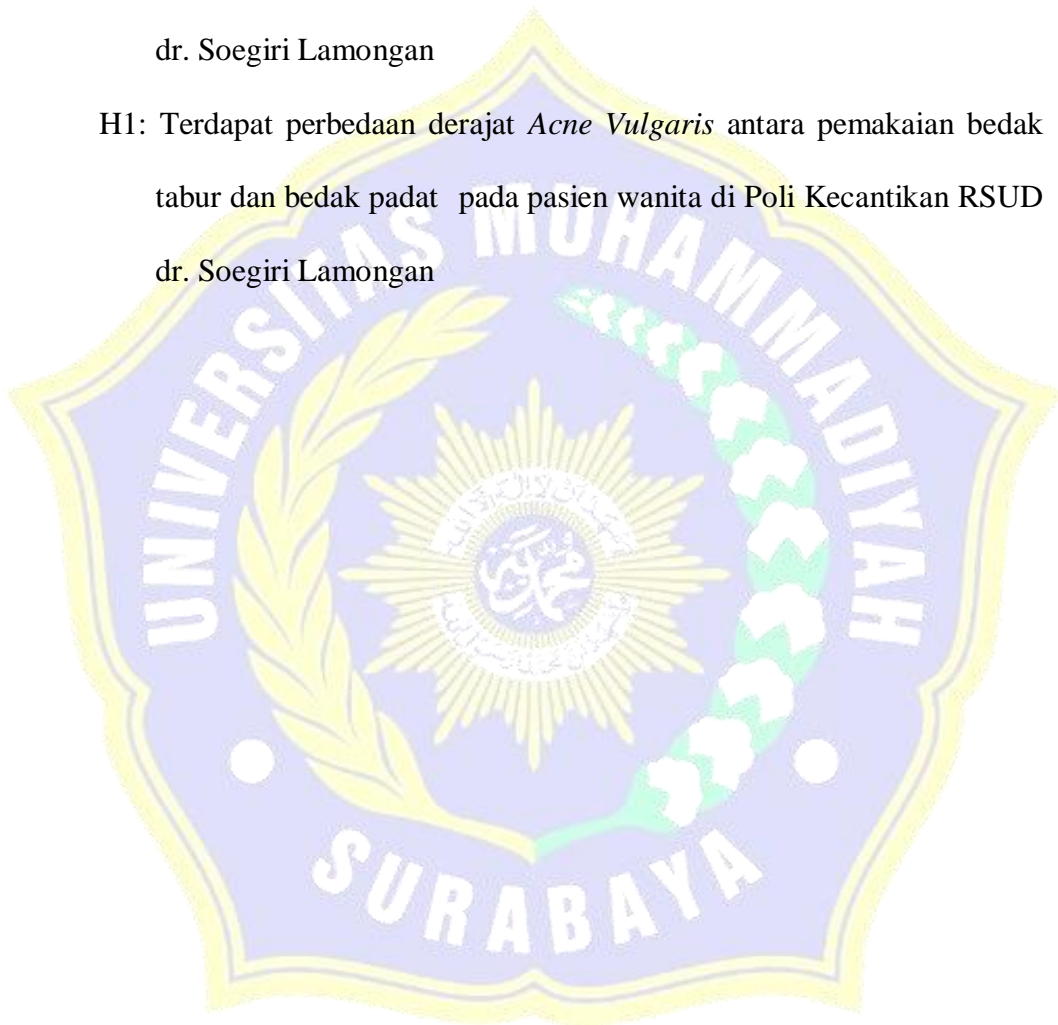 dr. Soegiri Lamongan
H1: Terdapat perbedaan derajat Acne Vulgaris antara pemakaian bedak
tabur dan bedak padat pada pasien wanita di Poli Kecantikan RSUD
dr. Soegiri Lamongan
UNIVERSITAS MUHAMMADIYAH
SURABAYA